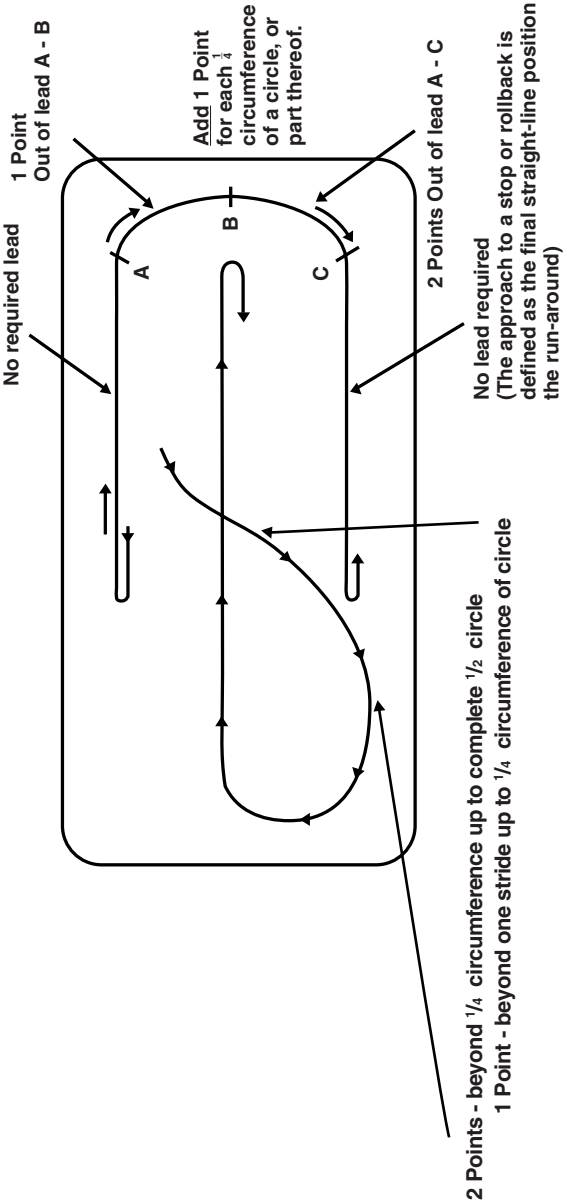 No required lead
1 Point
Out of lead A - B
Add 1 Point
for each 1/4
circumference
of a circle, or
part thereof.
A
B
C
2 Points Out of lead A - C
No lead required
(The approach to a stop or rollback is
defined as the final straight-line position
the run-around)
2 Points - beyond 1/4 circumference up to complete 1/2 circle
1 Point - beyond one stride up to 1/4 circumference of circle